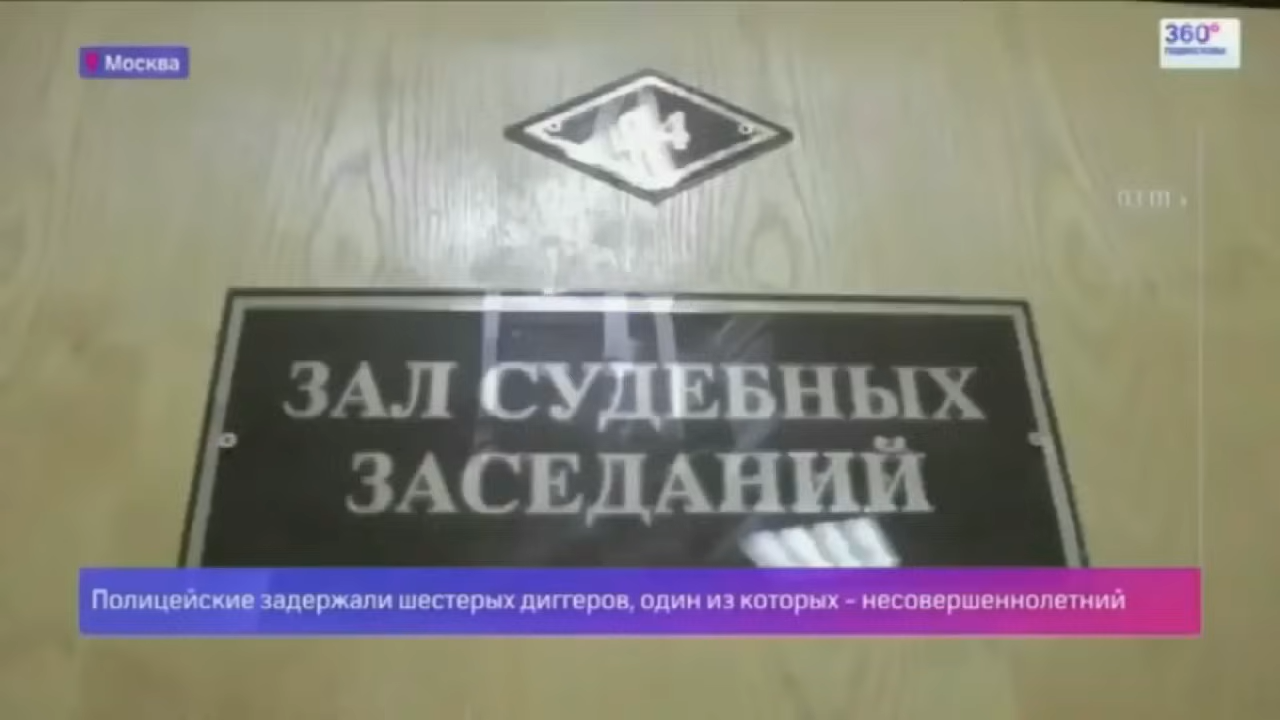 Москва
360°
ЗАЛ СУДЕБНЫХ
ЗАСЕДАНИЙ
Полицейские задержали шестерых диггеров, один из которых - несовершеннолетний